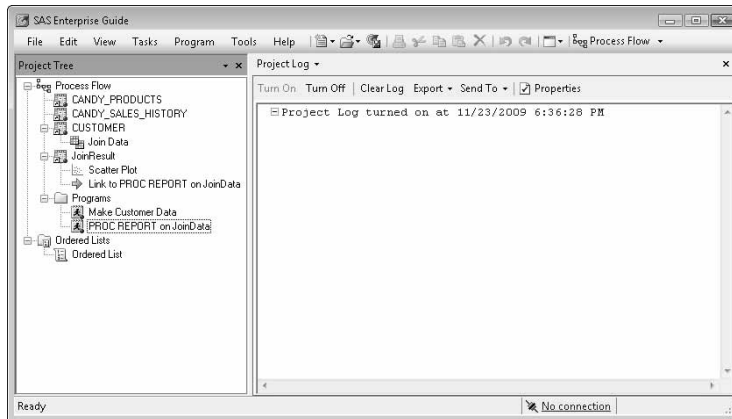 SAS Enterprise Guide
File Edit View Tasks Program Tools Help Process Flow
Project Tree
Process Flow
CANDY_PRODUCTS
CANDY_SALES_HISTORY
CUSTOMER
Join Data
JoinResult
Scatter Plot
Link to PROC REPORT on JoinData
Programs
Make Customer Data
PROC REPORT on JoinData
Ordered Lists
Ordered List
Project Log
Turn On Turn Off Clear Log Export Send To Properties
Project Log turned on at 11/23/2009 6:36:28 PM
Ready No connection